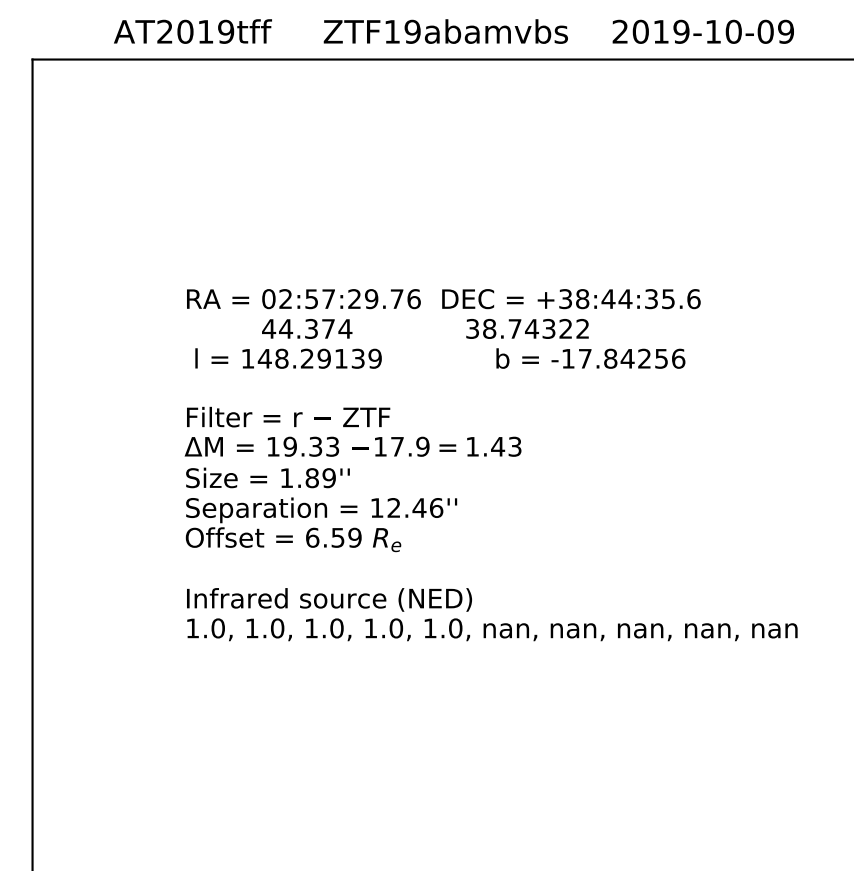 AT2019tff ZTF19abamvbs 2019-10-09
RA = 02:57:29.76 DEC = +38:44:35.6
44.374 38.74322
l = 148.29139 b = -17.84256
Filter = r − ZTF
ΔM = 19.33 −17.9 = 1.43
Size = 1.89''
Separation = 12.46''
Offset = 6.59 Re
Infrared source (NED)
1.0, 1.0, 1.0, 1.0, 1.0, nan, nan, nan, nan, nan